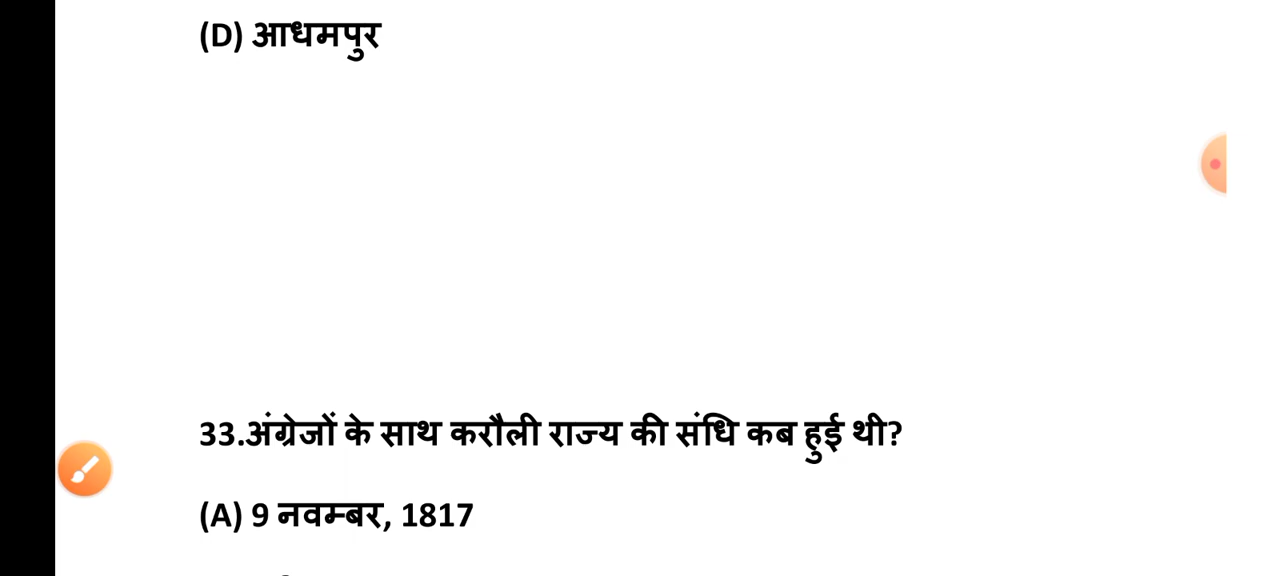 (D) आधमपुर
33.अंग्रेजों के साथ करौली राज्य की संधि कब हुई थी?
(A) 9 नवम्बर, 1817